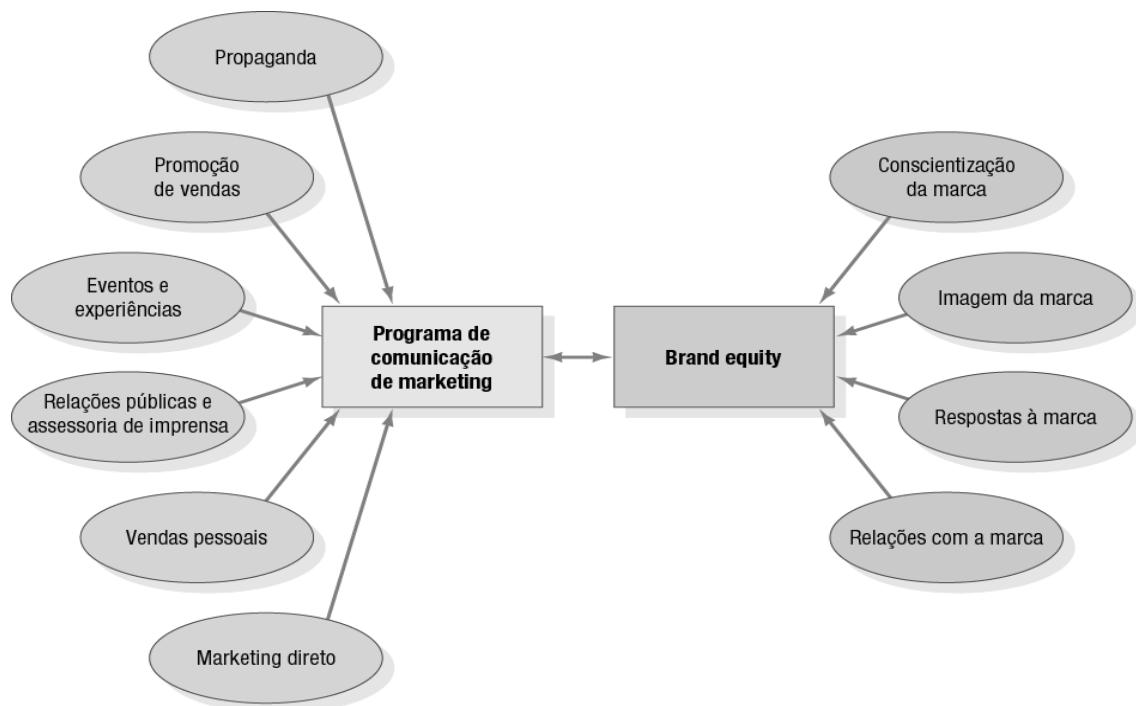 Propaganda
Promoção
de vendas
Eventos e
experiências
Relações públicas e
assessoria de imprensa
Vendas pessoais
Marketing direto
Programa de
comunicação
de marketing
Brand equity
Conscientização
da marca
Imagem da marca
Respostas à marca
Relações com a marca